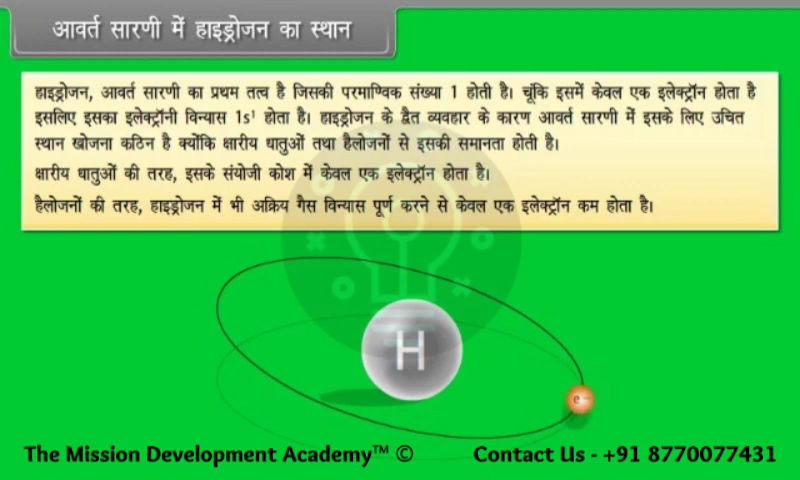 आवर्त सारणी में हाइड्रोजन का स्थान
हाइड्रोजन, आवर्त सारणी का प्रथम तत्व है जिसकी परमाण्विक संख्या 1 होती है। चूंकि इसमें केवल एक इलेक्ट्रॉन होता है
इसलिए इसका इलेक्ट्रॉनी विन्यास 1s¹ होता है। हाइड्रोजन के द्वैत व्यवहार के कारण आवर्त सारणी में इसके लिए उचित
स्थान खोजना कठिन है क्योंकि क्षारीय धातुओं तथा हैलोजनों से इसकी समानता होती है।
क्षारीय धातुओं की तरह, इसके संयोजी कोश में केवल एक इलेक्ट्रॉन होता है।
हैलोजनों की तरह, हाइड्रोजन में भी अक्रिय गैस विन्यास पूर्ण करने से केवल एक इलेक्ट्रॉन कम होता है।
H
e⁻
The Mission Development Academy™ © Contact Us - +91 8770077431